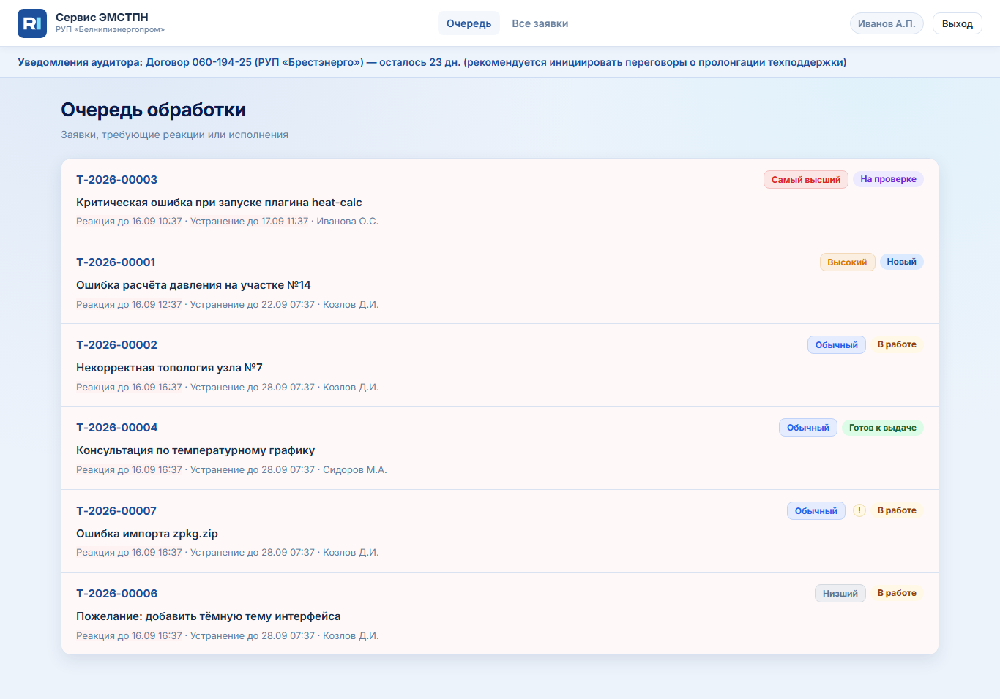 RI
Сервис ЭМСТПН
РУП «Белнипиэнергопром»
Очередь
Все заявки
Иванов А.П.
Выход
Уведомления аудитора: Договор 060-194-25 (РУП «Брестэнерго») — осталось 23 дн. (рекомендуется инициировать переговоры о пролонгации техподдержки)
Очередь обработки
Заявки, требующие реакции или исполнения
Т-2026-00003
Самый высший
На проверке
Критическая ошибка при запуске плагина heat-calc
Реакция до 16.09 10:37 · Устранение до 17.09 11:37 · Иванова О.С.
Т-2026-00001
Высокий
Новый
Ошибка расчёта давления на участке №14
Реакция до 16.09 12:37 · Устранение до 22.09 07:37 · Козлов Д.И.
Т-2026-00002
Обычный
В работе
Некорректная топология узла №7
Реакция до 16.09 16:37 · Устранение до 28.09 07:37 · Козлов Д.И.
Т-2026-00004
Обычный
Готов к выдаче
Консультация по температурному графику
Реакция до 16.09 16:37 · Устранение до 28.09 07:37 · Сидоров М.А.
Т-2026-00007
Обычный
!
В работе
Ошибка импорта zpkg.zip
Реакция до 16.09 16:37 · Устранение до 28.09 07:37 · Козлов Д.И.
Т-2026-00006
Низший
В работе
Пожелание: добавить тёмную тему интерфейса
Реакция до 16.09 16:37 · Устранение до 28.09 07:37 · Козлов Д.И.